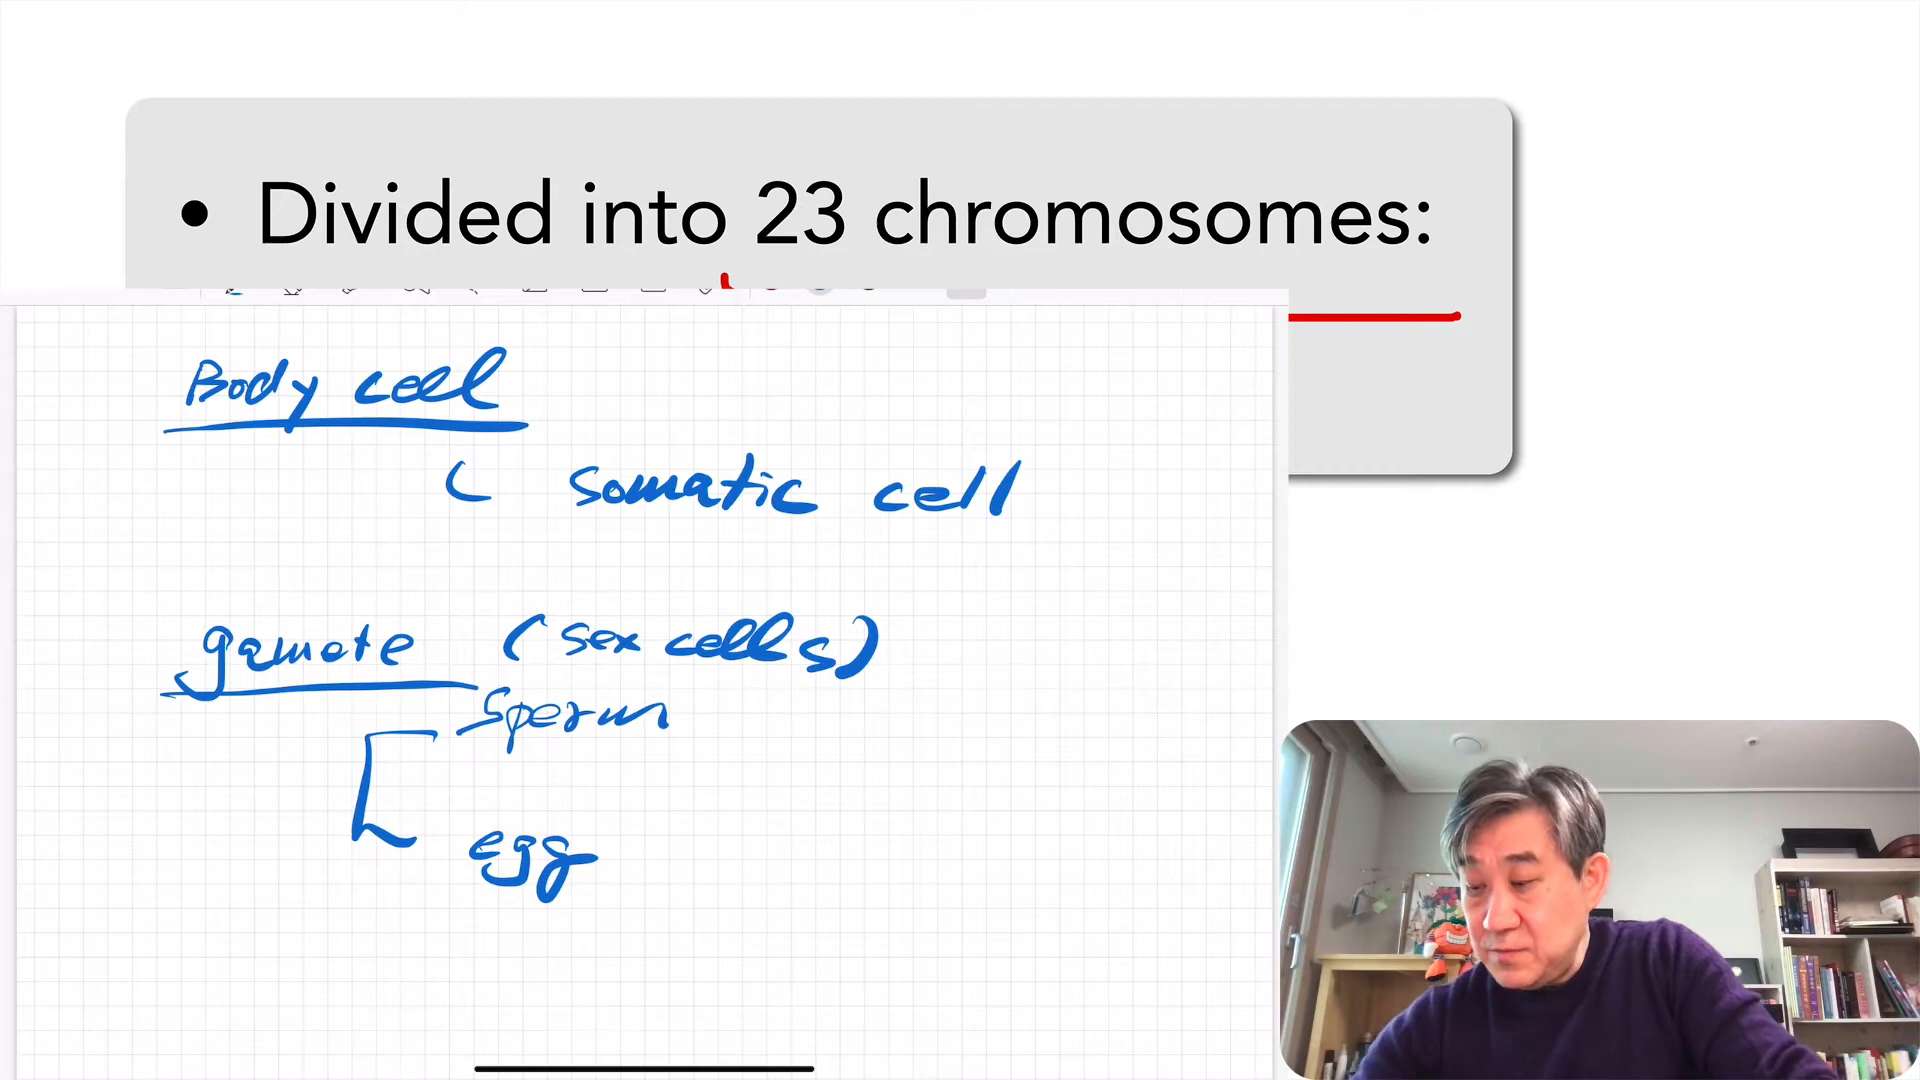 • Divided into 23 chromosomes:
Body cell
somatic cell
gamete (sex cells)
sperm
egg